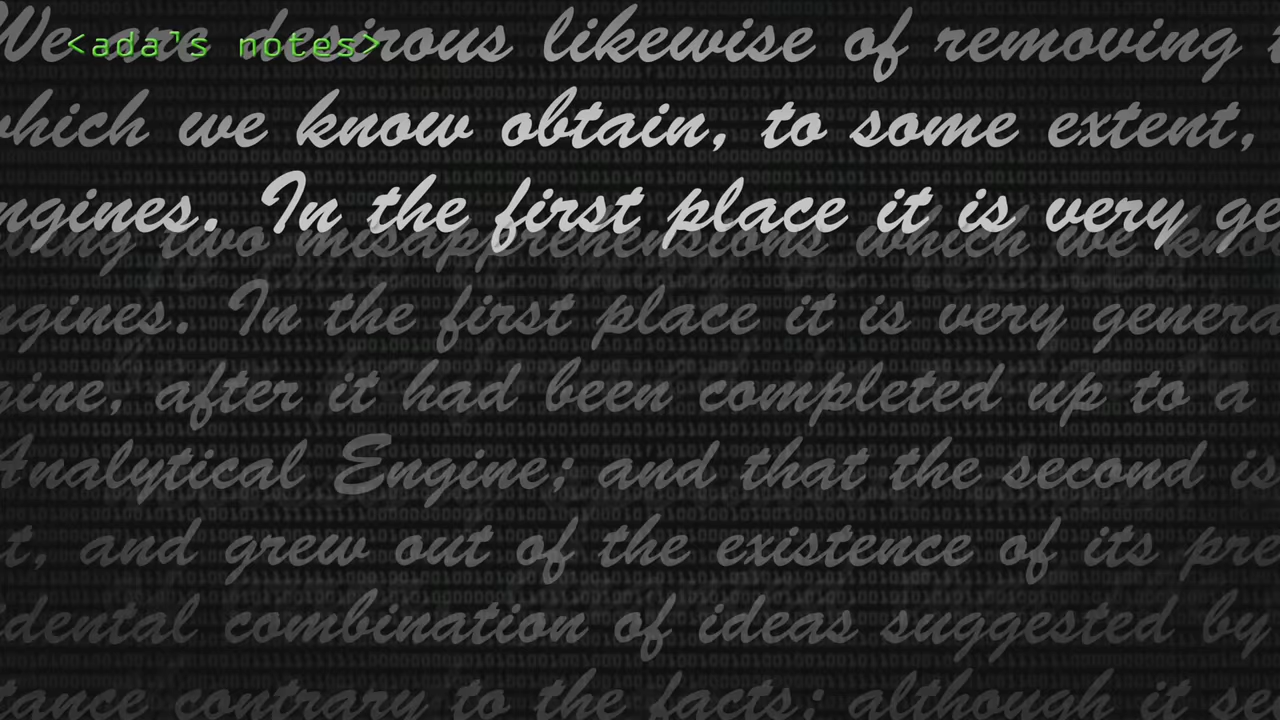 <ada's notes>
We are desirous likewise of removing
which we know obtain, to some extent,
ngines. In the first place it is very ge
ving two misapprehensions which we kno
ngines. In the first place it is very genera
gine, after it had been completed up to a
Analytical Engine; and that the second is
t, and grew out of the existence of its pre
idental combination of ideas suggested by
tance contrary to the facts; although it se